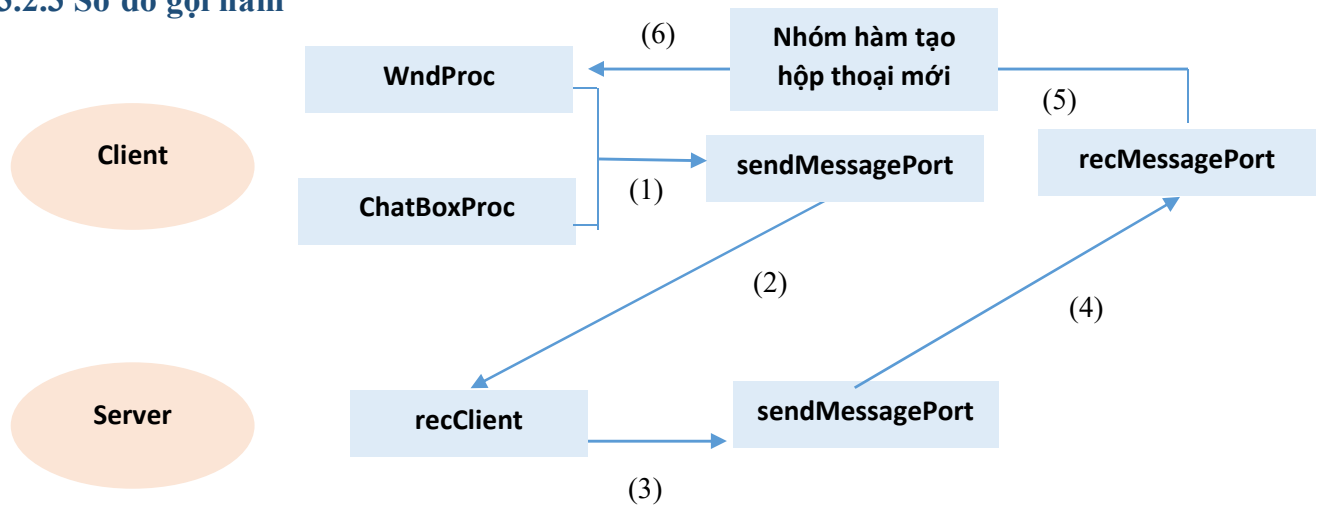 3.2.3 Sơ đồ gọi hàm
(6)
Nhóm hàm tạo
hộp thoại mới
WndProc
(5)
Client
sendMessagePort
recMessagePort
(1)
ChatBoxProc
(2)
(4)
Server
recClient
sendMessagePort
(3)